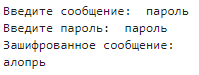 Введите сообщение:  пароль
Введите пароль:  пароль
Зашифрованное сообщение:
алопрь